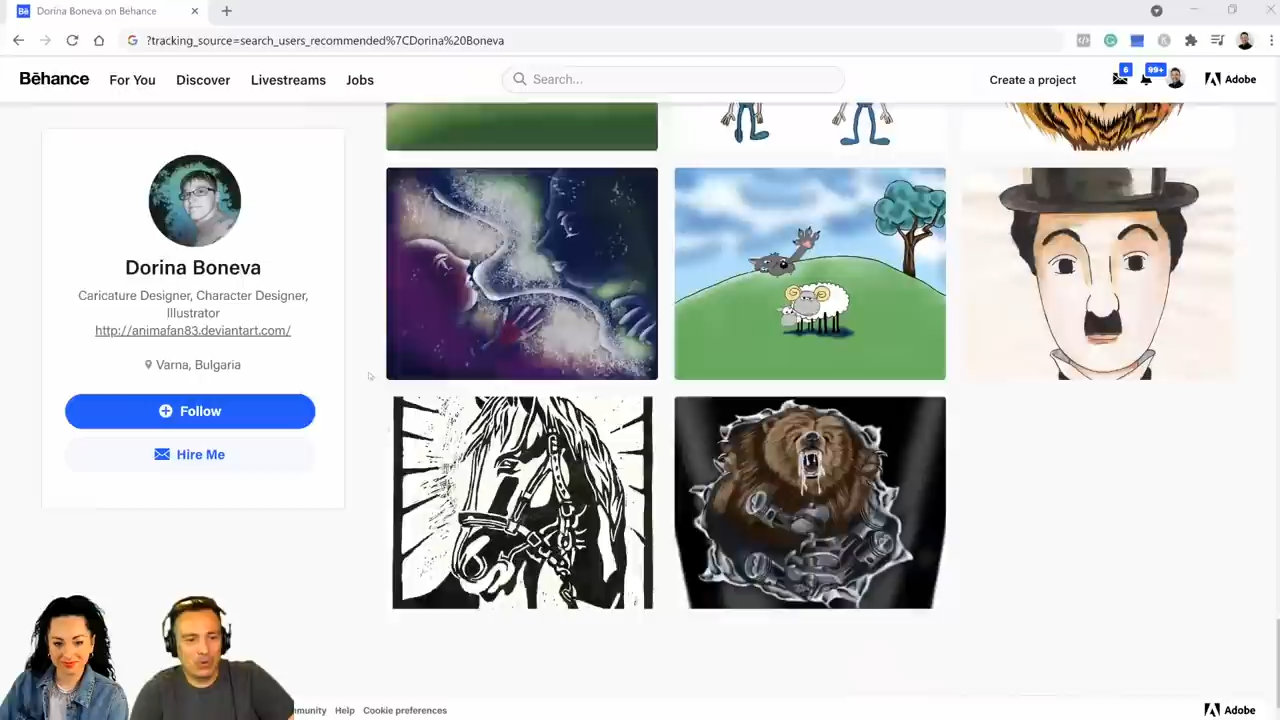 Bē
Dorina Boneva on Behance
?tracking_source=search_users_recommended%7CDorina%20Boneva
Bēhance
For You
Discover
Livestreams
Jobs
Search...
Create a project
6
99+
Adobe
Dorina Boneva
Caricature Designer, Character Designer,
Illustrator
http://animafan83.deviantart.com/
Varna, Bulgaria
Follow
Hire Me
Help
Cookie preferences
Adobe